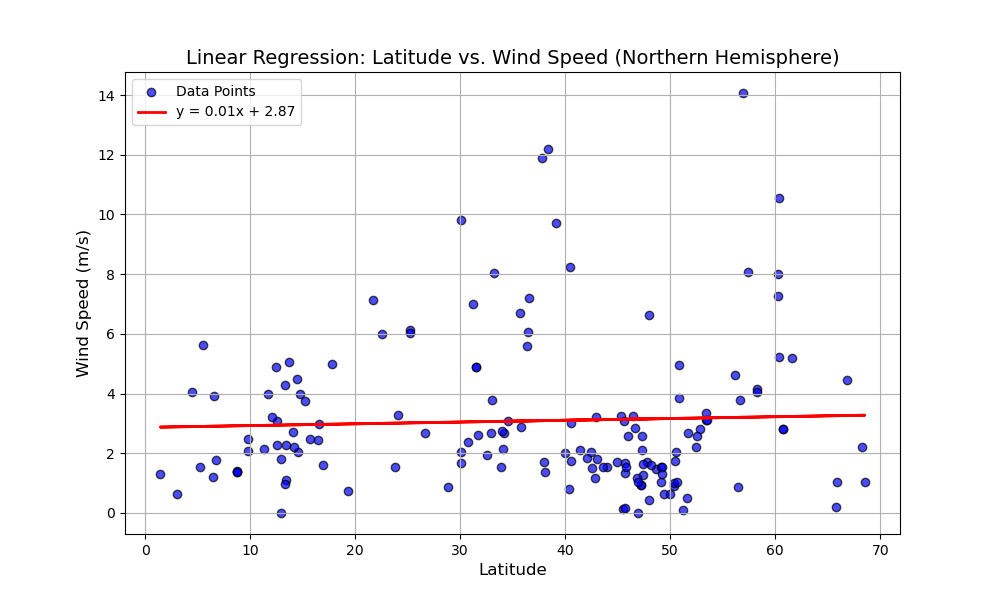 Linear Regression: Latitude vs. Wind Speed (Northern Hemisphere)
Data Points
y = 0.01x + 2.87
14
12
10
8
6
4
2
0
Wind Speed (m/s)
0 10 20 30 40 50 60 70
Latitude